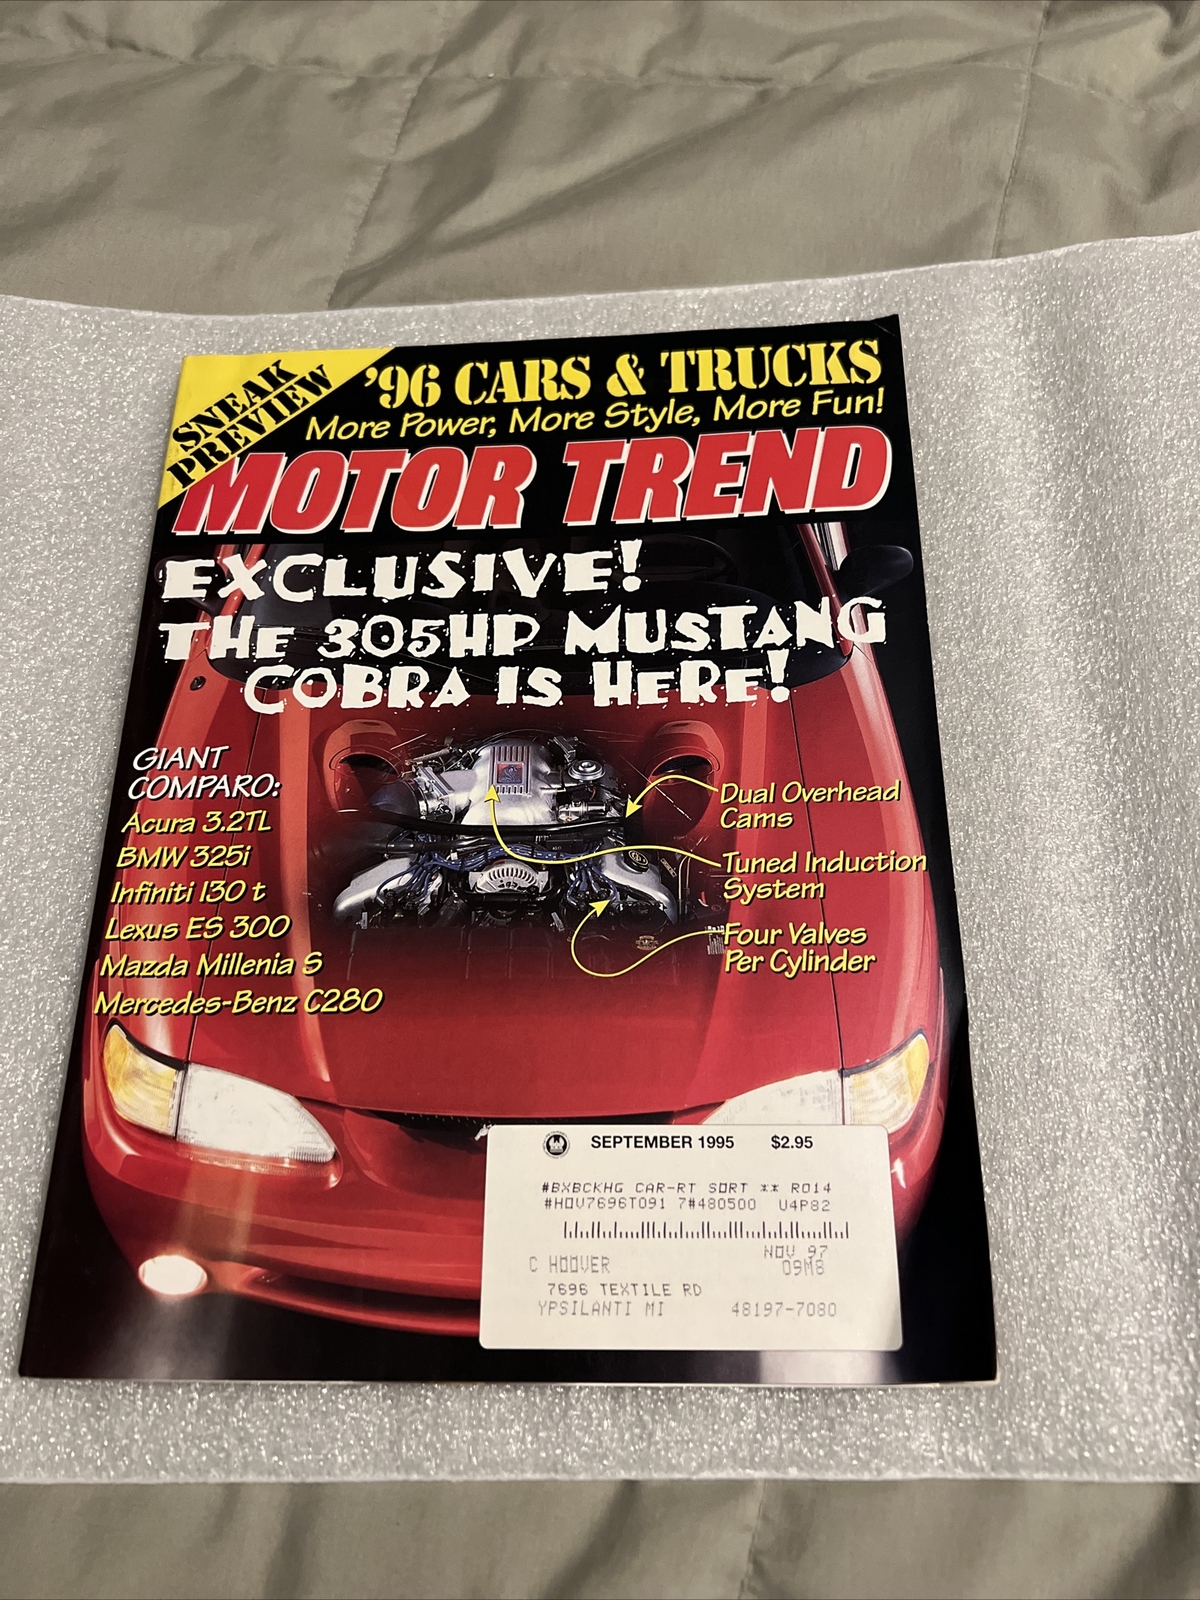 SNEAK
PREVIEW
'96 CARS & TRUCKS
More Power, More Style, More Fun!
MOTOR TREND
EXCLUSIVE!
THE 305HP MUSTANG
COBRA IS HERE!
GIANT
COMPARO:
Acura 3.2TL
BMW 325i
Infiniti I30 t
Lexus ES 300
Mazda Millenia S
Mercedes-Benz C280
Dual Overhead
Cams
Tuned Induction
System
Four Valves
Per Cylinder
SEPTEMBER 1995 $2.95
#BXBCKHG CAR-RT SORT ** R014
#HOV7696T091 7#480500 U4P82
NOV 97
C HOOVER 09M8
7696 TEXTILE RD
YPSILANTI MI 48197-7080